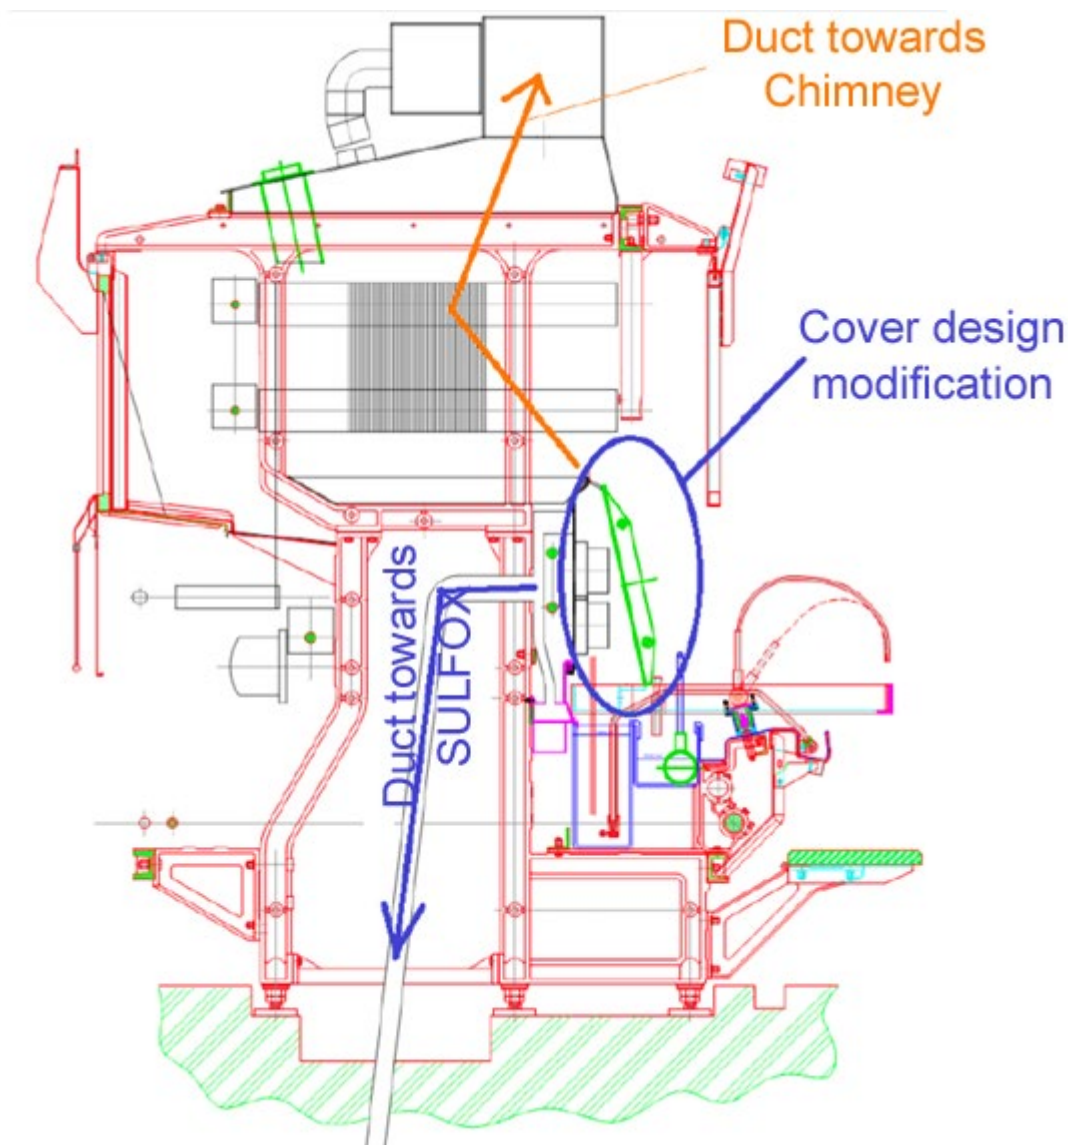 Duct towards
Chimney
Cover design
modification
Duct towards
SULFOX